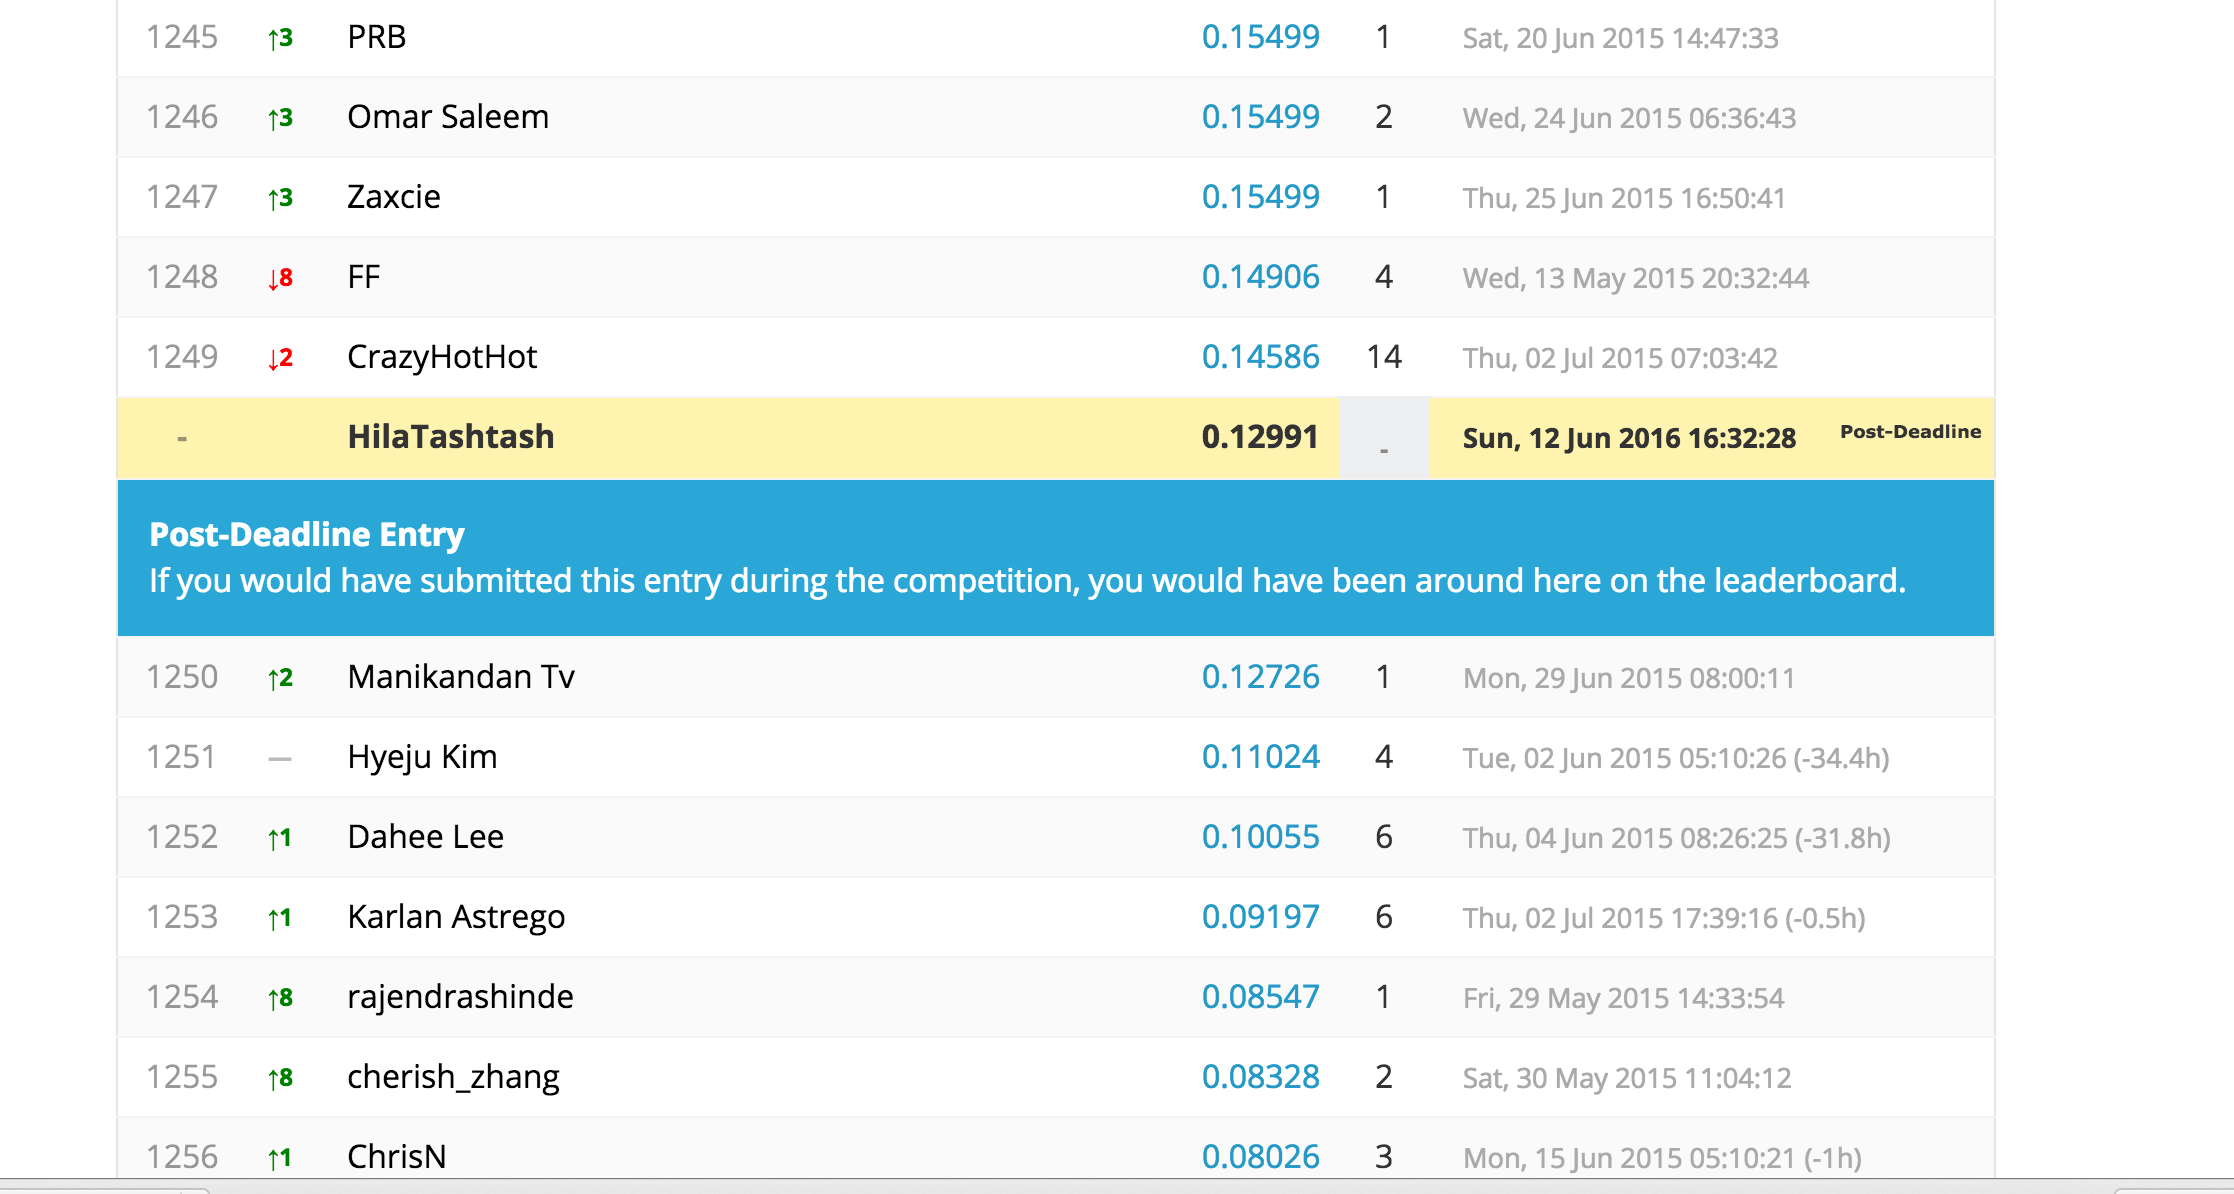 1245 ↑3 PRB 0.15499 1 Sat, 20 Jun 2015 14:47:33
1246 ↑3 Omar Saleem 0.15499 2 Wed, 24 Jun 2015 06:36:43
1247 ↑3 Zaxcie 0.15499 1 Thu, 25 Jun 2015 16:50:41
1248 ↓8 FF 0.14906 4 Wed, 13 May 2015 20:32:44
1249 ↓2 CrazyHotHot 0.14586 14 Thu, 02 Jul 2015 07:03:42
- HilaTashtash 0.12991 - Sun, 12 Jun 2016 16:32:28 Post-Deadline
Post-Deadline Entry
If you would have submitted this entry during the competition, you would have been around here on the leaderboard.
1250 ↑2 Manikandan Tv 0.12726 1 Mon, 29 Jun 2015 08:00:11
1251 — Hyeju Kim 0.11024 4 Tue, 02 Jun 2015 05:10:26 (-34.4h)
1252 ↑1 Dahee Lee 0.10055 6 Thu, 04 Jun 2015 08:26:25 (-31.8h)
1253 ↑1 Karlan Astrego 0.09197 6 Thu, 02 Jul 2015 17:39:16 (-0.5h)
1254 ↑8 rajendrashinde 0.08547 1 Fri, 29 May 2015 14:33:54
1255 ↑8 cherish_zhang 0.08328 2 Sat, 30 May 2015 11:04:12
1256 ↑1 ChrisN 0.08026 3 Mon, 15 Jun 2015 05:10:21 (-1h)